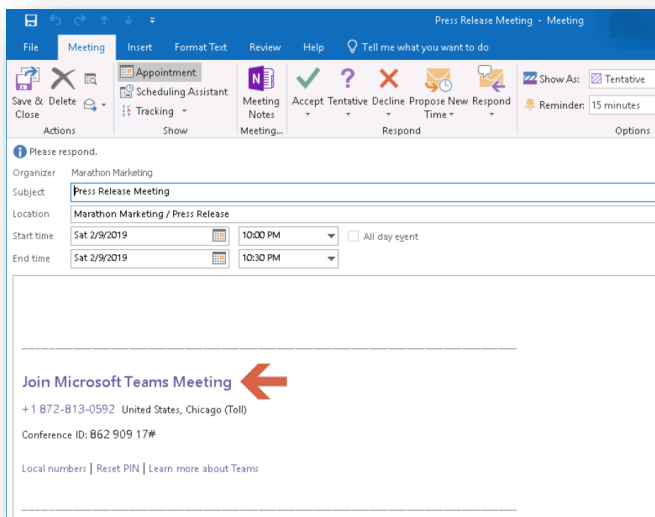 Press Release Meeting - Meeting
File Meeting Insert Format Text Review Help Tell me what you want to do
Save & Close Delete Appointment Scheduling Assistant Tracking Meeting Notes Accept Tentative Decline Propose New Time Respond Show As: Tentative Reminder: 15 minutes
Actions Show Meeting... Respond Options
Please respond.
Organizer Marathon Marketing
Subject Press Release Meeting
Location Marathon Marketing / Press Release
Start time Sat 2/9/2019 10:00 PM All day event
End time Sat 2/9/2019 10:30 PM
Join Microsoft Teams Meeting
+1 872-813-0592 United States, Chicago (Toll)
Conference ID: 862 909 17#
Local numbers | Reset PIN | Learn more about Teams